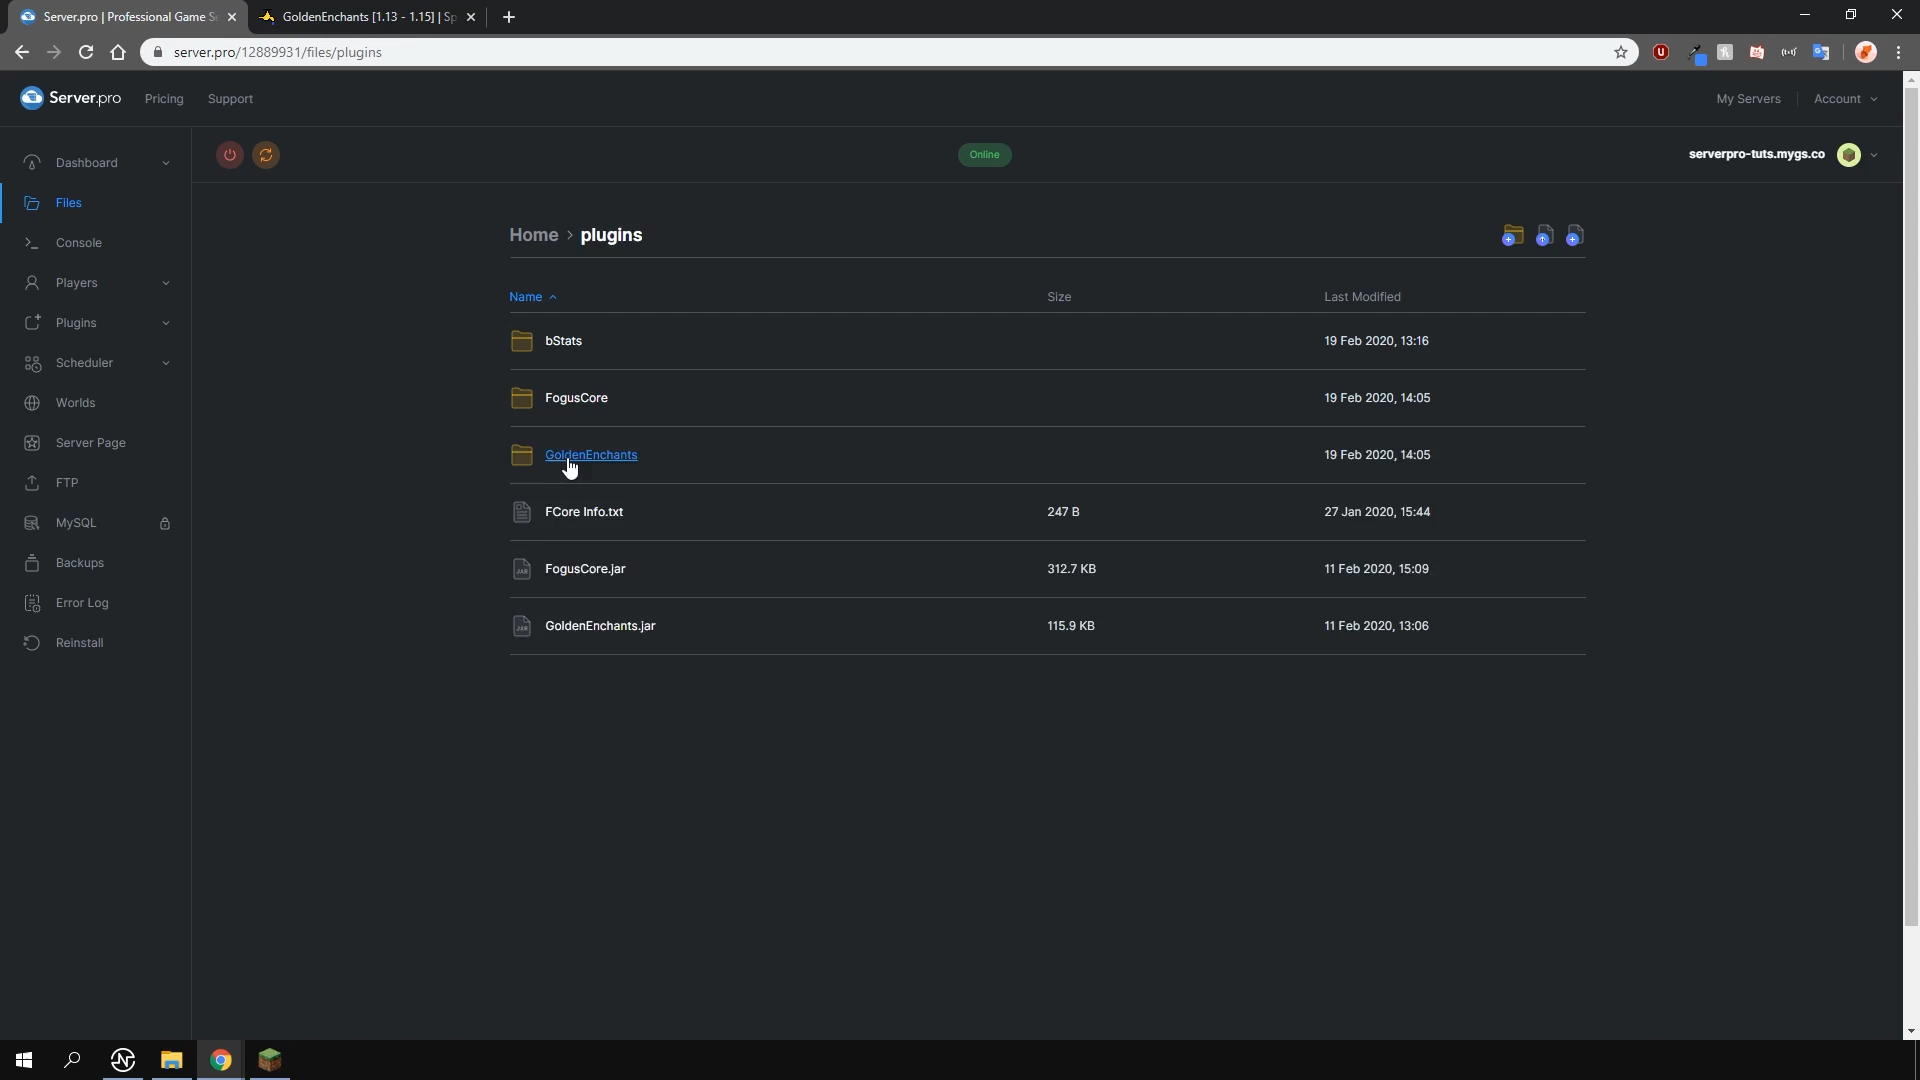 Server.pro | Professional Game S
GoldenEnchants [1.13 - 1.15] | Sp
server.pro/12889931/files/plugins
Server.pro
Pricing
Support
My Servers
Account
Dashboard
Files
Console
Players
Plugins
Scheduler
Worlds
Server Page
FTP
MySQL
Backups
Error Log
Reinstall
Online
serverpro-tuts.mygs.co
Home > plugins
Name Size Last Modified
bStats 19 Feb 2020, 13:16
FogusCore 19 Feb 2020, 14:05
GoldenEnchants 19 Feb 2020, 14:05
FCore Info.txt 247 B 27 Jan 2020, 15:44
FogusCore.jar 312.7 KB 11 Feb 2020, 15:09
GoldenEnchants.jar 115.9 KB 11 Feb 2020, 13:06